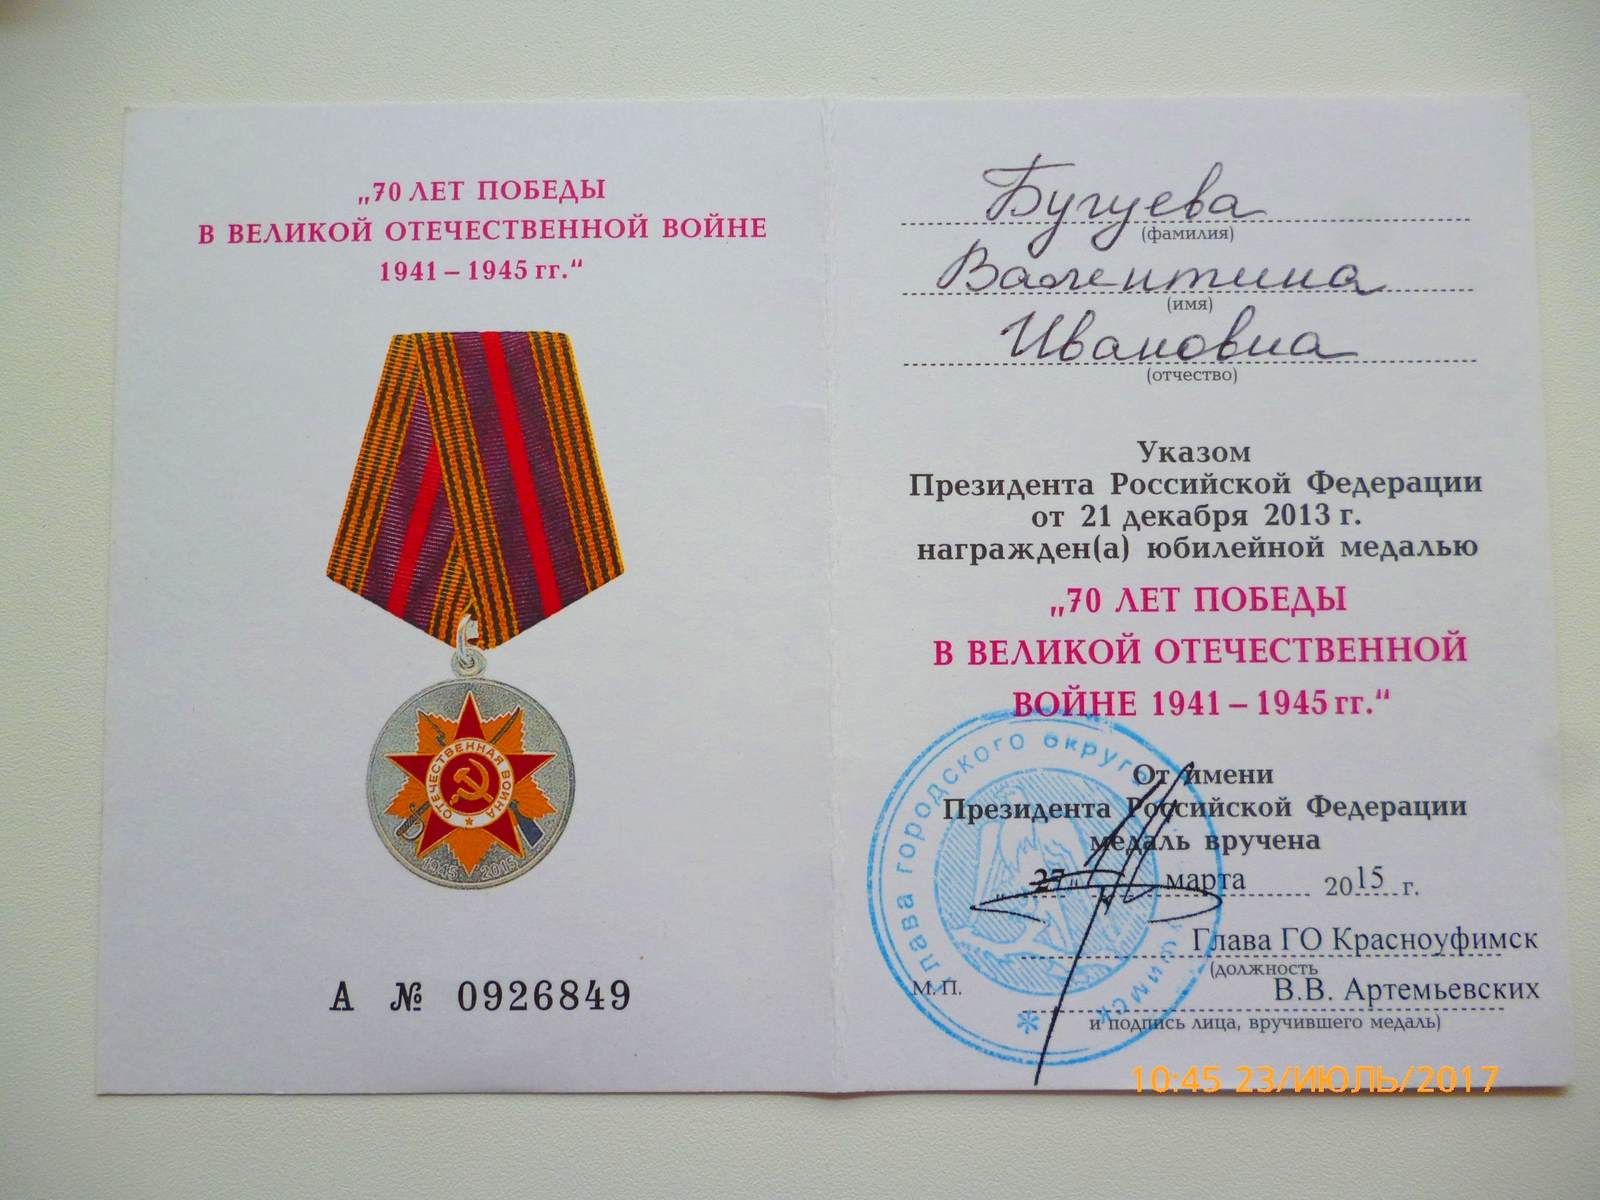 „70 ЛЕТ ПОБЕДЫ
В ВЕЛИКОЙ ОТЕЧЕСТВЕННОЙ ВОЙНЕ
1941 – 1945 гг.“
ОТЕЧЕСТВЕННАЯ ВОЙНА
1945 2015
А № 0926849
Бугуева
(фамилия)
Валентина
(имя)
Ивановна
(отчество)
Указом
Президента Российской Федерации
от 21 декабря 2013 г.
награжден(а) юбилейной медалью
„70 ЛЕТ ПОБЕДЫ
В ВЕЛИКОЙ ОТЕЧЕСТВЕННОЙ
ВОЙНЕ 1941 – 1945 гг.“
От имени
Президента Российской Федерации
медаль вручена
„27“ марта 2015 г.
Глава ГО Красноуфимск
(должность
М. П.
В.В. Артемьевских
и подпись лица, вручившего медаль)
Глава городского округа
10:45 23/ИЮЛЬ/2017